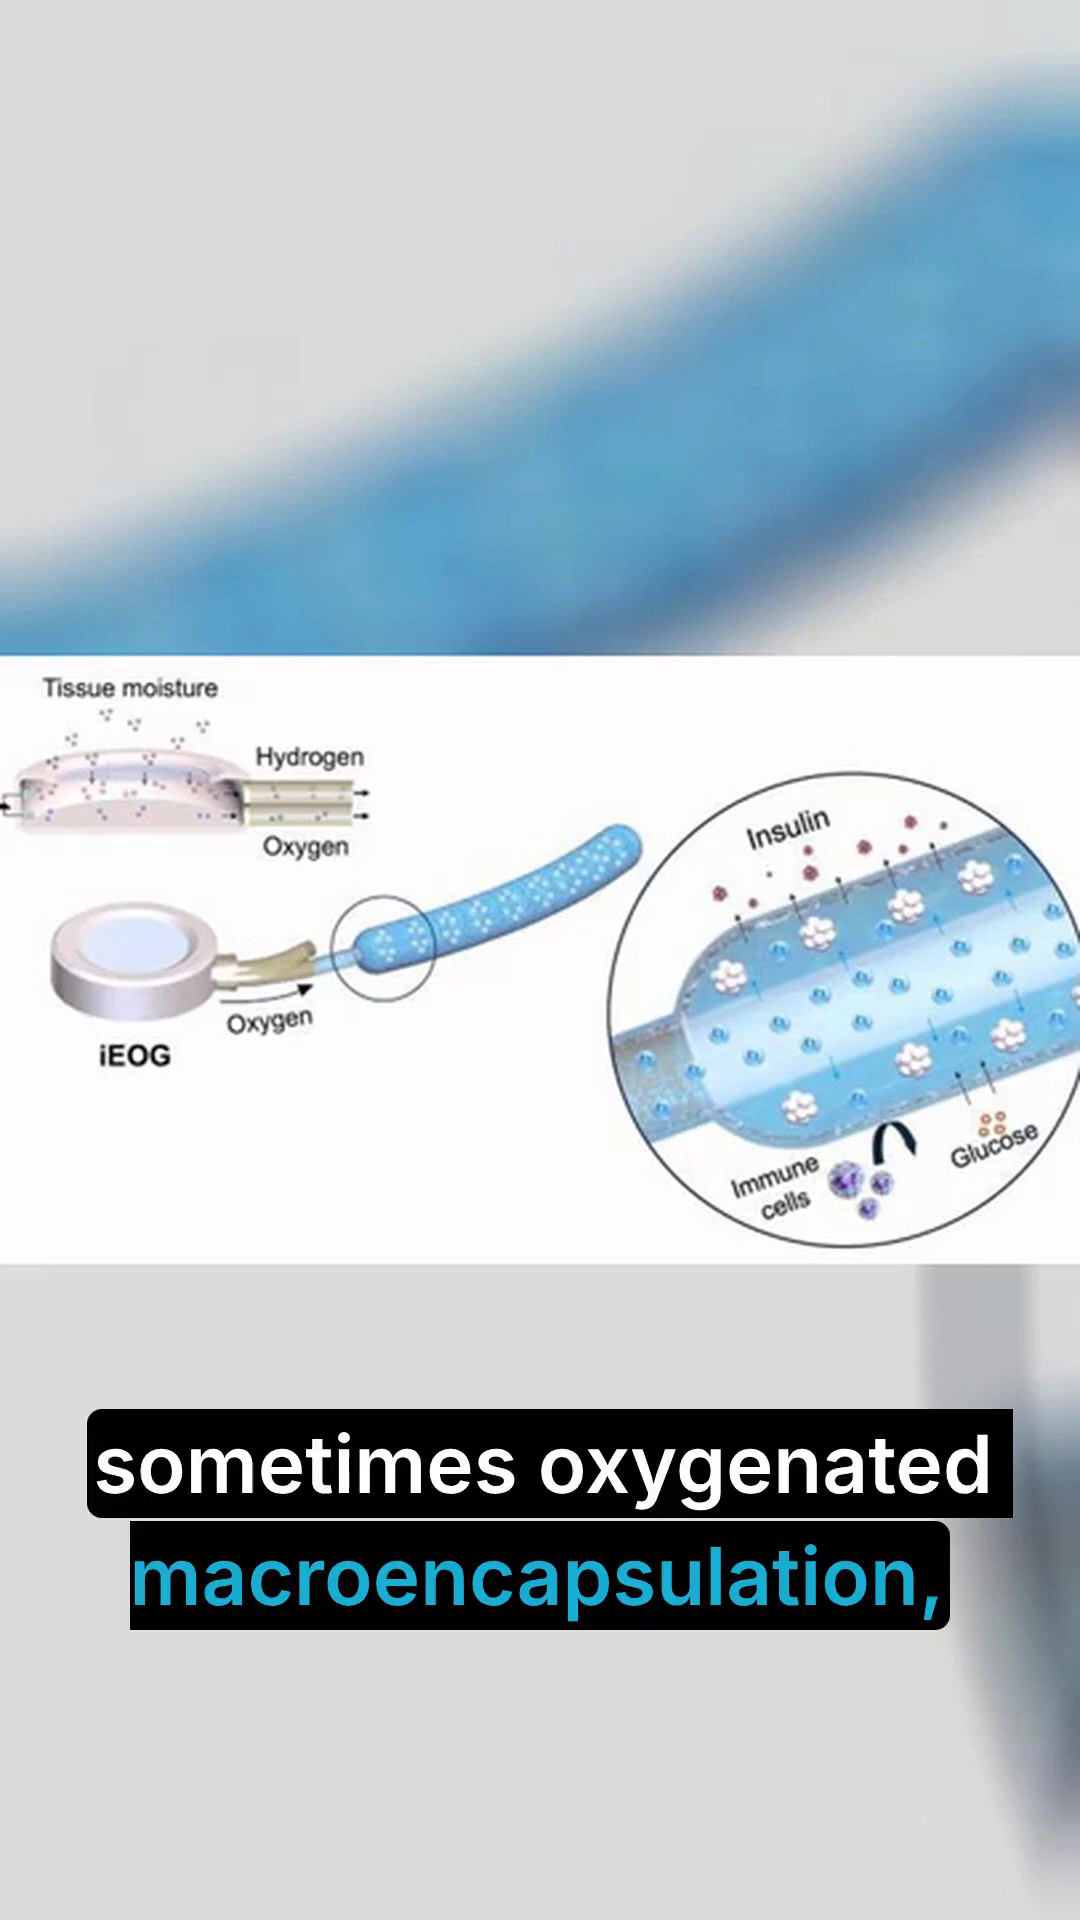 Tissue moisture
Hydrogen
Oxygen
Oxygen
iEOG
Insulin
Immune
cells
Glucose
sometimes oxygenated
macroencapsulation,